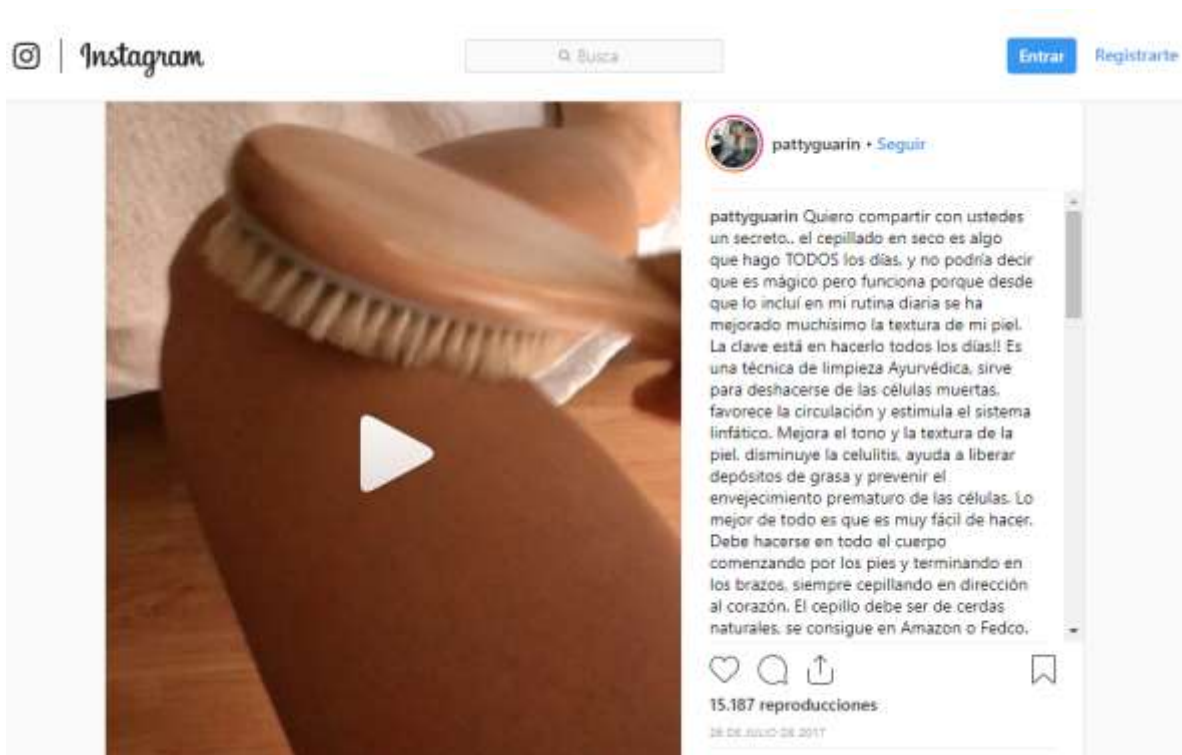 Instagram
Busca
Entrar
Registrarte
pattyguarin • Seguir
pattyguarin Quiero compartir con ustedes
un secreto.. el cepillado en seco es algo
que hago TODOS los días, y no podría decir
que es mágico pero funciona porque desde
que lo incluí en mi rutina diaria se ha
mejorado muchísimo la textura de mi piel.
La clave está en hacerlo todos los días!! Es
una técnica de limpieza Ayurvédica, sirve
para deshacerse de las células muertas,
favorece la circulación y estimula el sistema
linfático. Mejora el tono y la textura de la
piel, disminuye la celulitis, ayuda a liberar
depósitos de grasa y prevenir el
envejecimiento prematuro de las células. Lo
mejor de todo es que es muy fácil de hacer.
Debe hacerse en todo el cuerpo
comenzando por los pies y terminando en
los brazos, siempre cepillando en dirección
al corazón. El cepillo debe ser de cerdas
naturales, se consigue en Amazon o Fedco.
15.187 reproducciones
28 DE JULIO DE 2017